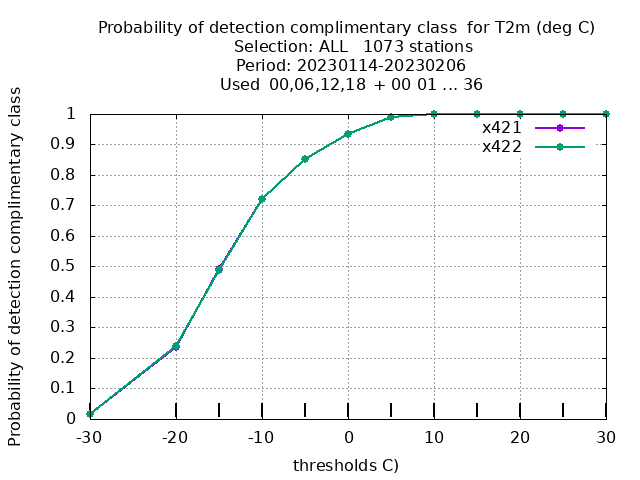 Probability of detection complimentary class  for T2m (deg C)
Selection: ALL   1073 stations
Period: 20230114-20230206
Used  00,06,12,18  + 00 01 ... 36
Probability of detection complimentary class
1
0.9
0.8
0.7
0.6
0.5
0.4
0.3
0.2
0.1
0
x421
x422
-30 -20 -10 0 10 20 30
thresholds C)